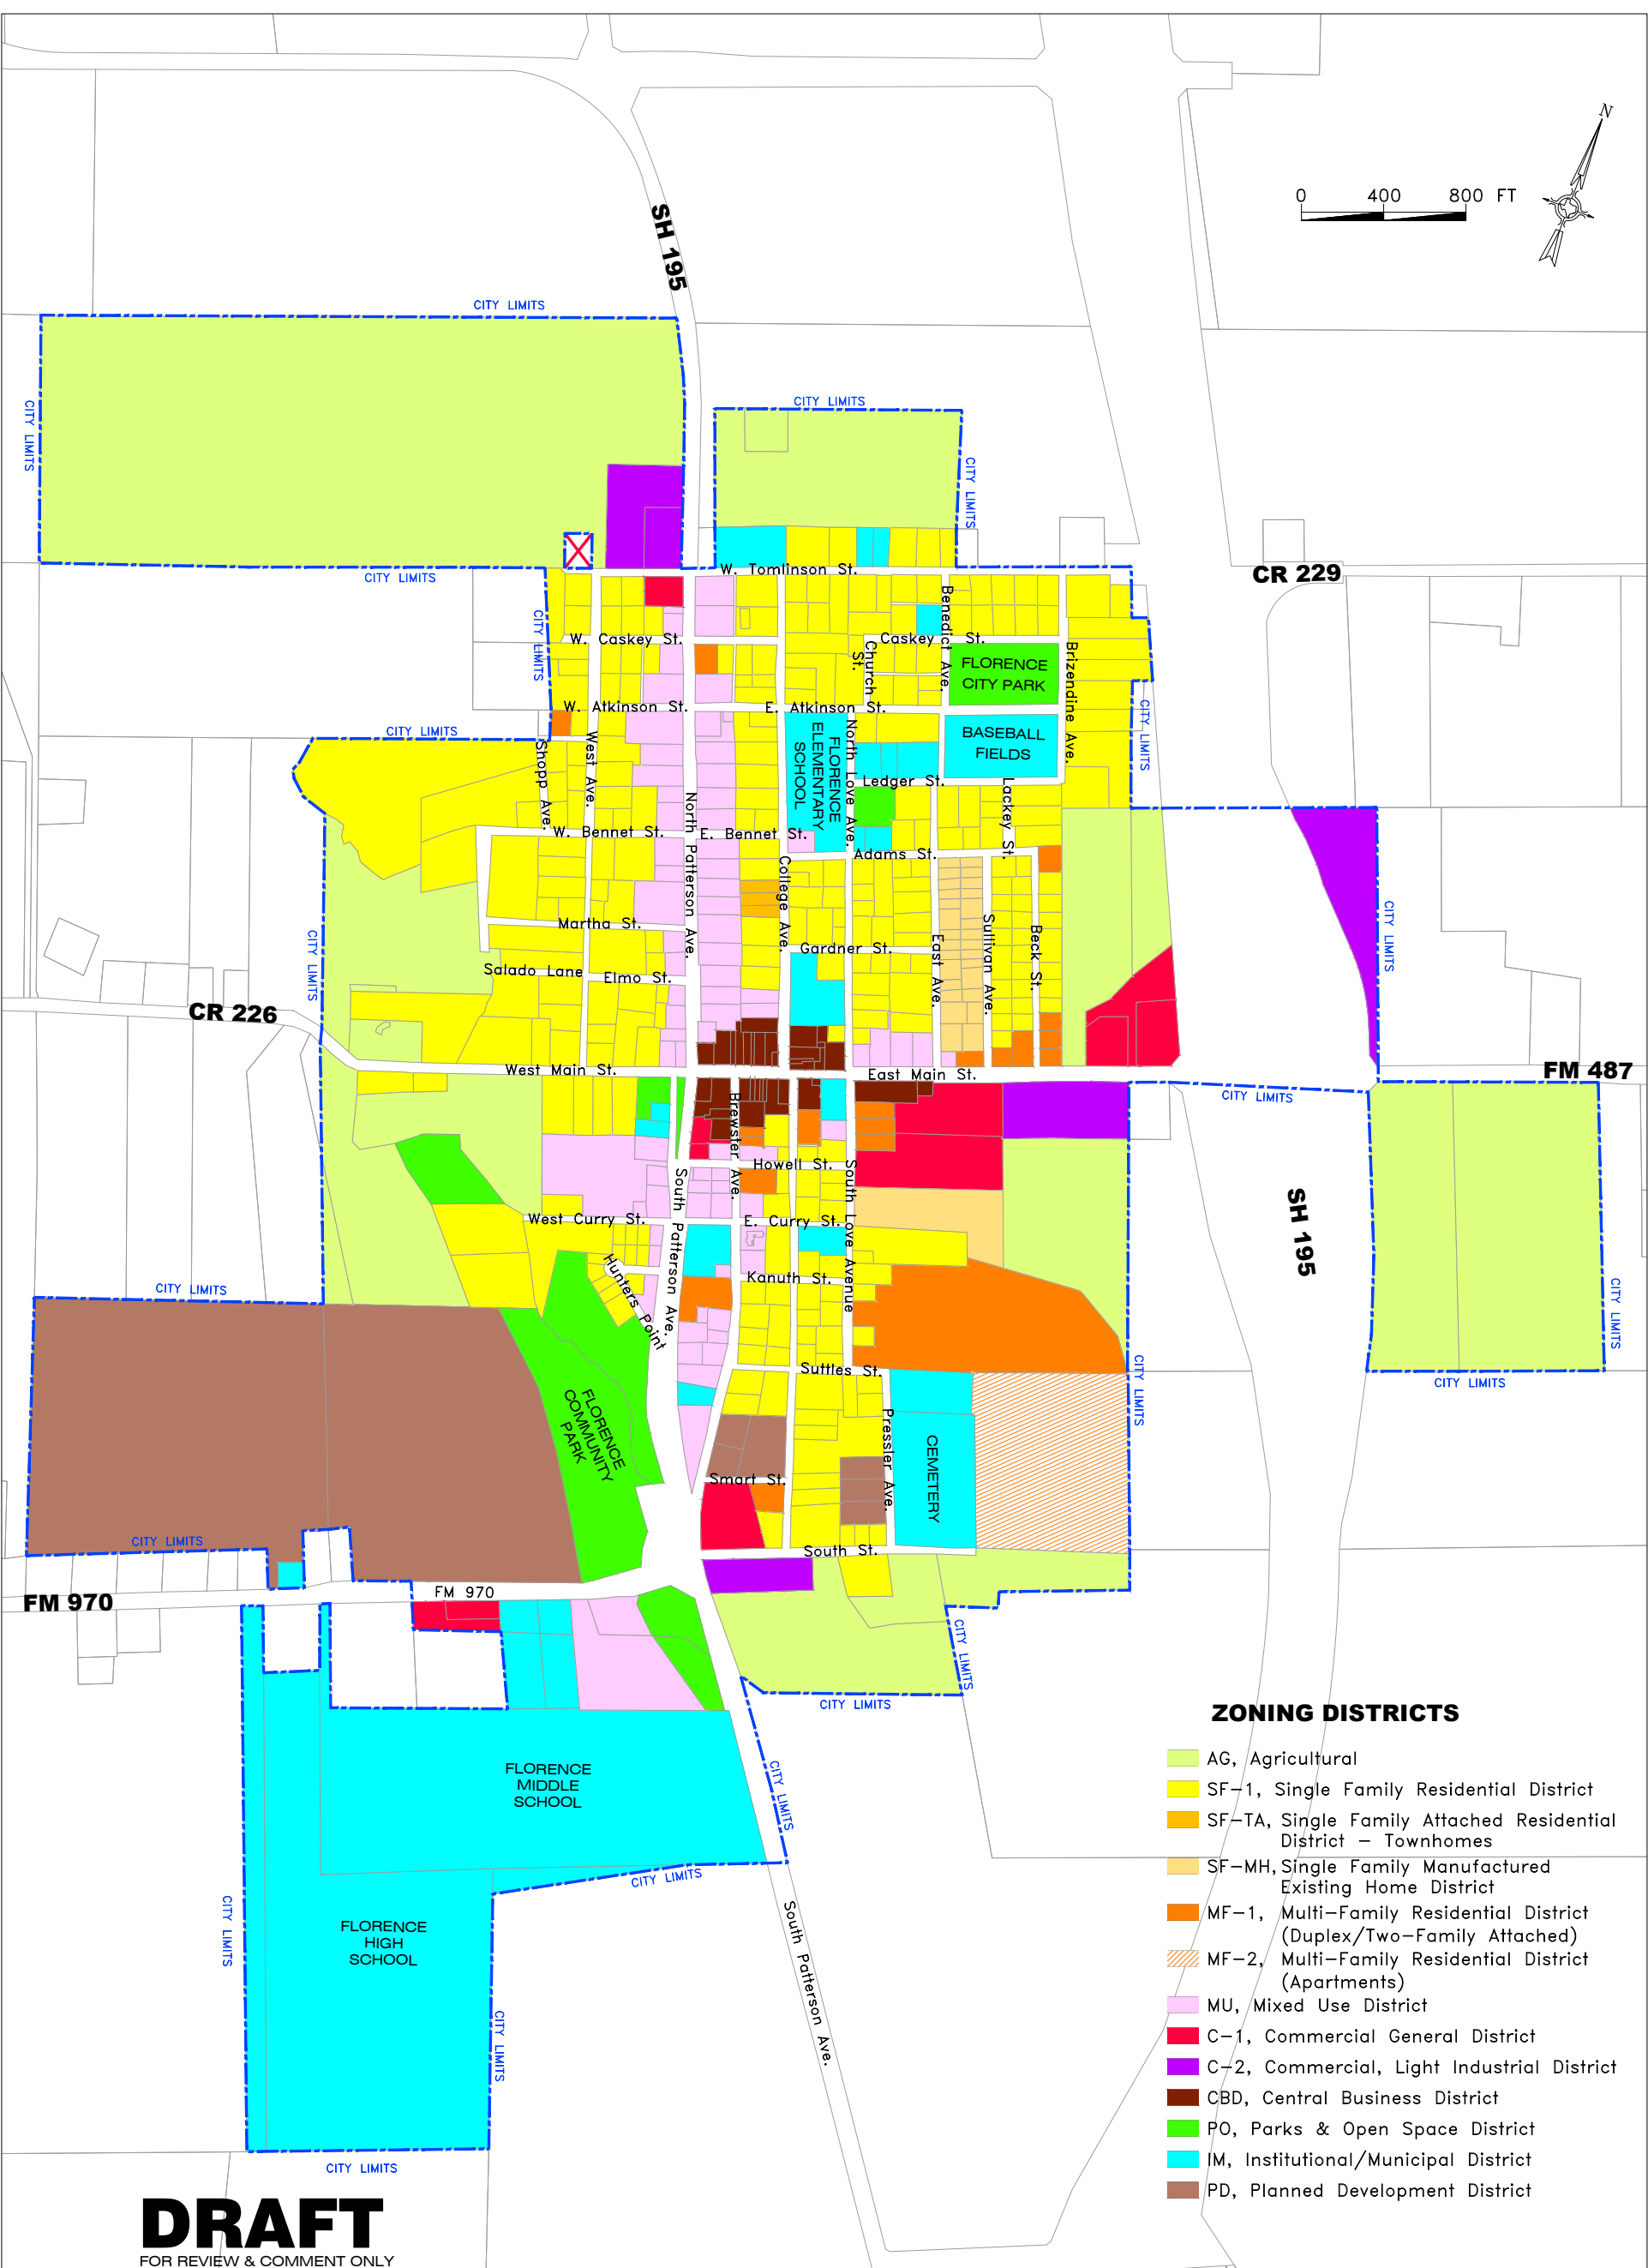 N
0 400 800 FT
SH 195
CITY LIMITS
CITY LIMITS
CITY LIMITS
CITY LIMITS
CITY LIMITS
CITY LIMITS
W. Tomlinson St.
CR 229
Benedict Ave.
W. Caskey St.
Caskey St.
Church
St.
FLORENCE
CITY PARK
Brizendine Ave.
W. Atkinson St.
E. Atkinson St.
CITY LIMITS
CITY LIMITS
Shopp Ave.
West Ave.
FLORENCE
ELEMENTARY
SCHOOL
North Love Ave.
BASEBALL
FIELDS
CITY LIMITS
Ledger St.
Lackey St.
North Patterson Ave.
W. Bennet St.
E. Bennet St.
Adams St.
College Ave.
Martha St.
Gardner St.
East Ave.
Sullivan Ave.
Beck St.
CITY LIMITS
CITY LIMITS
Salado Lane
Elmo St.
CR 226
West Main St.
East Main St.
FM 487
CITY LIMITS
Brewster Ave.
Howell St.
South Patterson Ave.
South Love Avenue
West Curry St.
E. Curry St.
SH 195
Hunters Point
Kanuth St.
CITY LIMITS
CITY LIMITS
Suttles St.
CITY LIMITS
CITY LIMITS
FLORENCE
COMMUNITY
PARK
Pressler Ave.
CEMETERY
Smart St.
South St.
CITY LIMITS
FM 970
FM 970
CITY LIMITS
CITY LIMITS
FLORENCE
MIDDLE
SCHOOL
CITY LIMITS
CITY LIMITS
CITY LIMITS
FLORENCE
HIGH
SCHOOL
South Patterson Ave.
CITY LIMITS
CITY LIMITS
ZONING DISTRICTS
AG, Agricultural
SF-1, Single Family Residential District
SF-TA, Single Family Attached Residential
District - Townhomes
SF-MH, Single Family Manufactured
Existing Home District
MF-1, Multi-Family Residential District
(Duplex/Two-Family Attached)
MF-2, Multi-Family Residential District
(Apartments)
MU, Mixed Use District
C-1, Commercial General District
C-2, Commercial, Light Industrial District
CBD, Central Business District
PO, Parks & Open Space District
IM, Institutional/Municipal District
PD, Planned Development District
DRAFT
FOR REVIEW & COMMENT ONLY